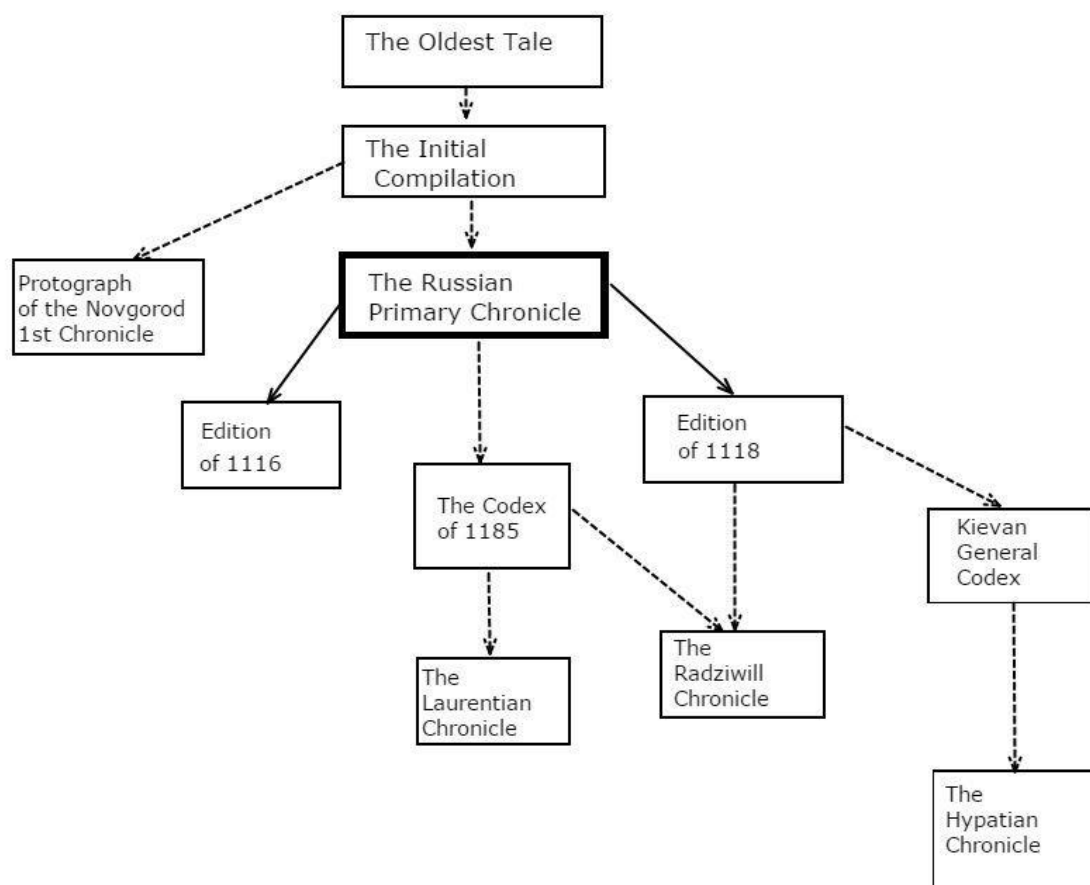 The Oldest Tale
The Initial
Compilation
Protograph
of the Novgorod
1st Chronicle
The Russian
Primary Chronicle
Edition
of 1116
Edition
of 1118
The Codex
of 1185
Kievan
General
Codex
The
Laurentian
Chronicle
The
Radziwill
Chronicle
The
Hypatian
Chronicle